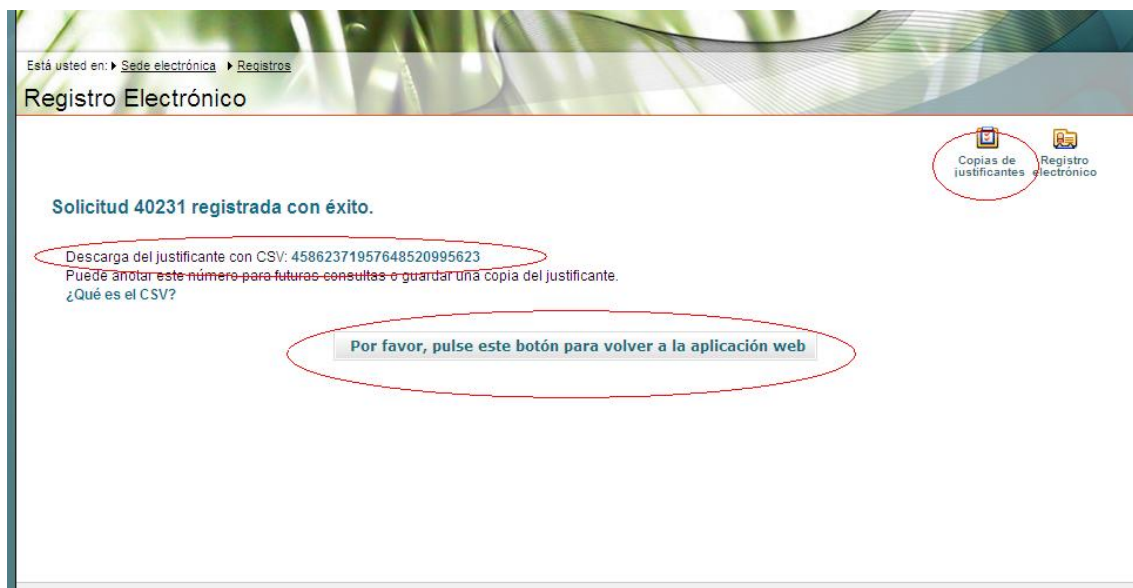 Está usted en: Sede electrónica Registros
Registro Electrónico
Copias de justificantes
Registro electrónico
Solicitud 40231 registrada con éxito.
Descarga del justificante con CSV: 45862371957648520995623
Puede anotar este número para futuras consultas o guardar una copia del justificante.
¿Qué es el CSV?
Por favor, pulse este botón para volver a la aplicación web